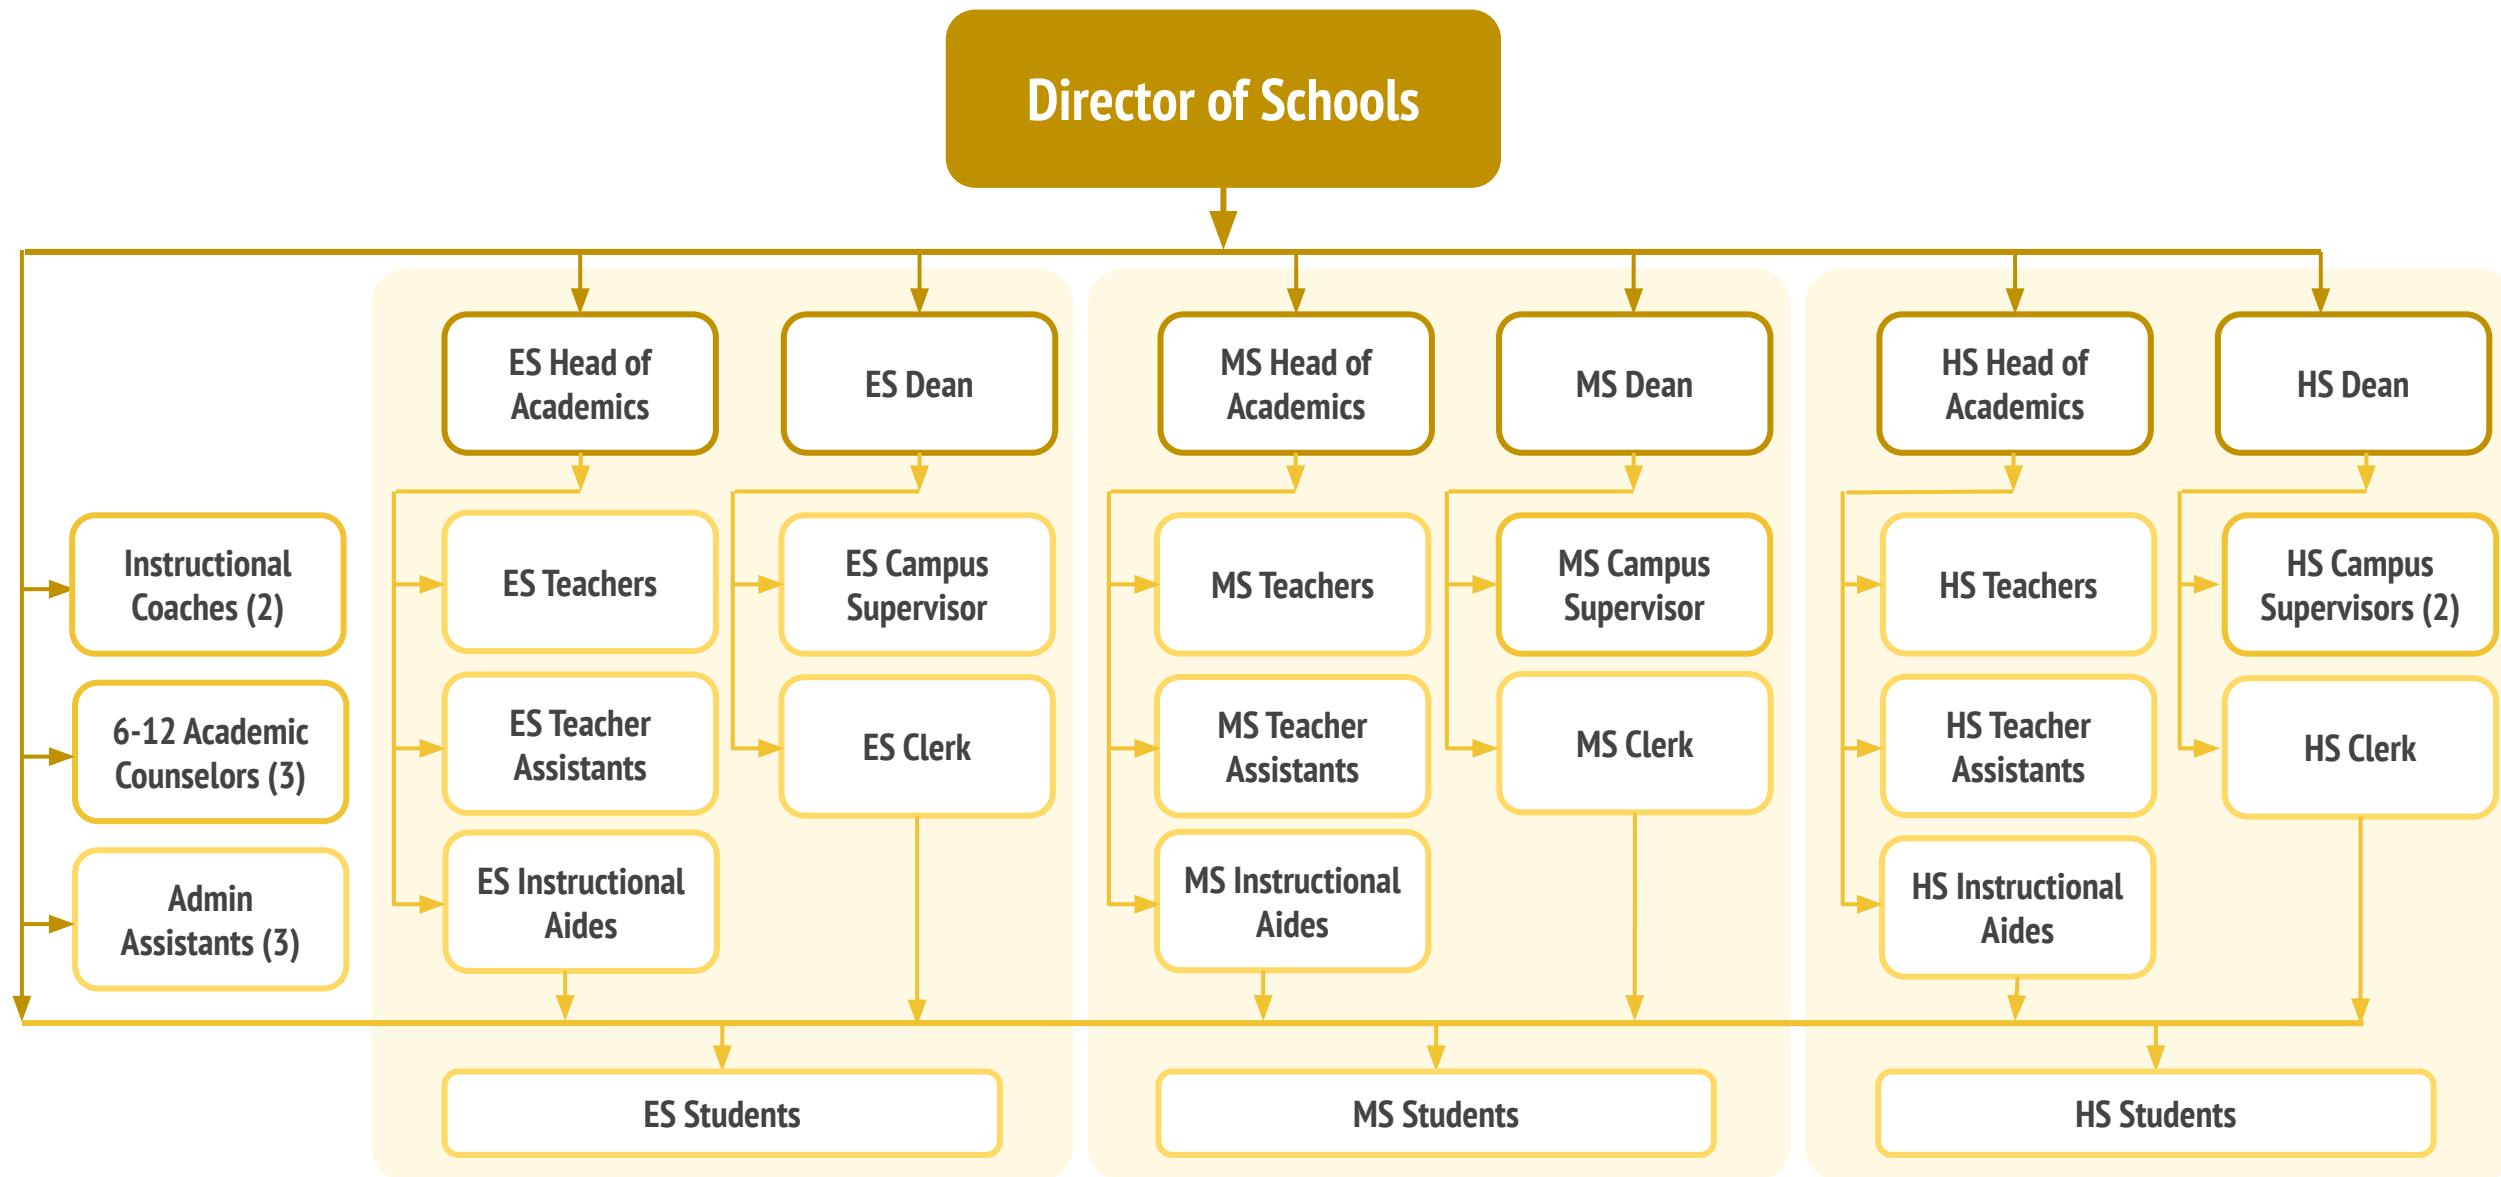 Director of Schools
ES Head of
Academics
ES Dean
MS Head of
Academics
MS Dean
HS Head of
Academics
HS Dean
Instructional
Coaches (2)
6-12 Academic
Counselors (3)
Admin
Assistants (3)
ES Teachers
ES Teacher
Assistants
ES Instructional
Aides
ES Campus
Supervisor
ES Clerk
MS Teachers
MS Teacher
Assistants
MS Instructional
Aides
MS Campus
Supervisor
MS Clerk
HS Teachers
HS Teacher
Assistants
HS Instructional
Aides
HS Campus
Supervisors (2)
HS Clerk
ES Students
MS Students
HS Students